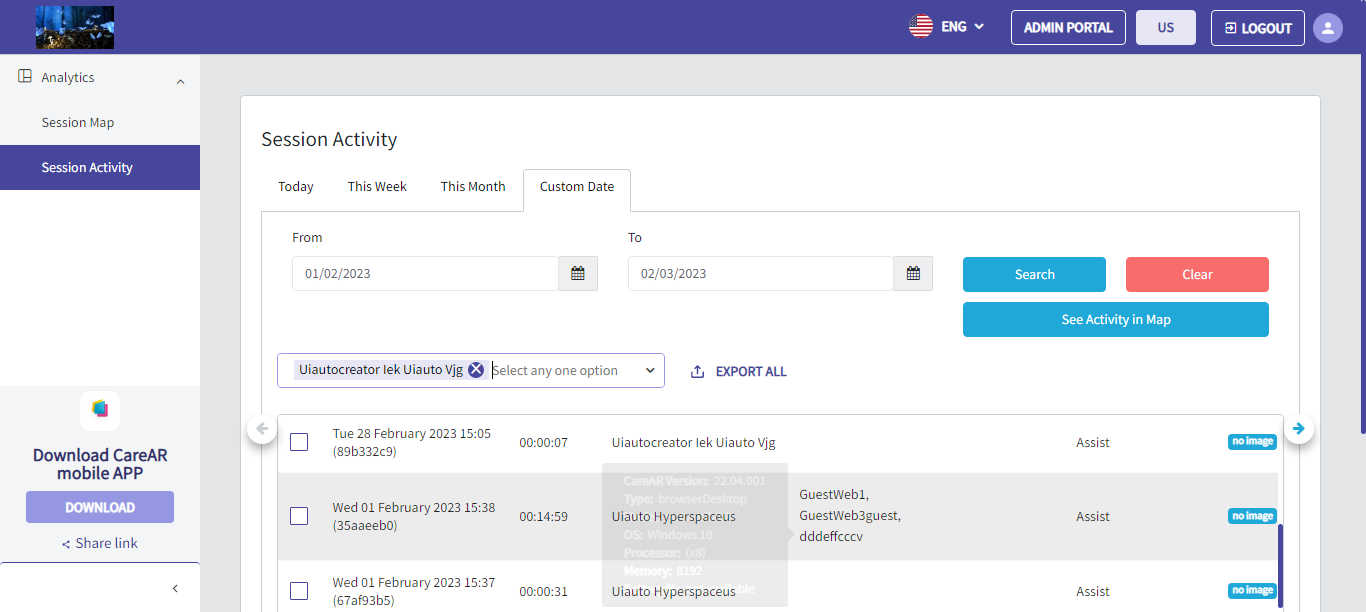 ENG
ADMIN PORTAL
US
LOGOUT
Analytics
Session Map
Session Activity
Session Activity
Today
This Week
This Month
Custom Date
From
To
01/02/2023
02/03/2023
Search
Clear
See Activity in Map
Uiautocreator Iek Uiauto Vjg
Select any one option
EXPORT ALL
Tue 28 February 2023 15:05
(89b332c9)
00:00:07
Uiautocreator Iek Uiauto Vjg
Assist
no image
CareAR Version: 22.04.001
Type: browserDesktop
OS: Windows 10
Processor: (x8)
Memory: 8192
Wed 01 February 2023 15:38
(35aaeeb0)
00:14:59
Uiauto Hyperspaceus
GuestWeb1,
GuestWeb3guest,
dddeffcccv
Assist
no image
Wed 01 February 2023 15:37
(67af93b5)
00:00:31
Uiauto Hyperspaceus
Assist
no image
Download CareAR
mobile APP
DOWNLOAD
Share link